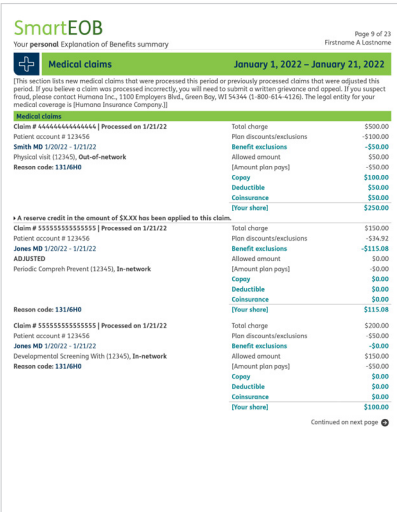 SmartEOB
Page 9 of 23
Your personal Explanation of Benefits summary
Firstname A Lastname
Medical claims
January 1, 2022 – January 21, 2022
[This section lists new medical claims that were processed this period or previously processed claims that were adjusted this
period. If you believe a claim was processed incorrectly, you will need to submit a written grievance and appeal. If you suspect
fraud, please contact Humana Inc., 1100 Employers Blvd., Green Bay, WI 54344 (1-800-614-4126). The legal entity for your
medical coverage is [Humana Insurance Company.]]
Medical claims
Claim # 444444444444444 | Processed on 1/21/22 Total charge $500.00
Patient account # 123456 Plan discounts/exclusions -$100.00
Smith MD 1/20/22 - 1/21/22 Benefit exclusions -$50.00
Physical visit (12345), Out-of-network Allowed amount $50.00
Reason code: 131/6H0 [Amount plan pays] -$50.00
Copay $100.00
Deductible $50.00
Coinsurance $50.00
[Your share] $250.00
▸ A reserve credit in the amount of $X.XX has been applied to this claim.
Claim # 555555555555555 | Processed on 1/21/22 Total charge $150.00
Patient account # 123456 Plan discounts/exclusions -$34.92
Jones MD 1/20/22 - 1/21/22 Benefit exclusions -$115.08
ADJUSTED Allowed amount $0.00
Periodic Compreh Prevent (12345), In-network [Amount plan pays] -$0.00
Copay $0.00
Deductible $0.00
Coinsurance $0.00
Reason code: 131/6H0 [Your share] $115.08
Claim # 555555555555555 | Processed on 1/21/22 Total charge $200.00
Patient account # 123456 Plan discounts/exclusions -$50.00
Jones MD 1/20/22 - 1/21/22 Benefit exclusions -$0.00
Developmental Screening With (12345), In-network Allowed amount $150.00
Reason code: 131/6H0 [Amount plan pays] -$50.00
Copay $0.00
Deductible $0.00
Coinsurance $0.00
[Your share] $100.00
Continued on next page